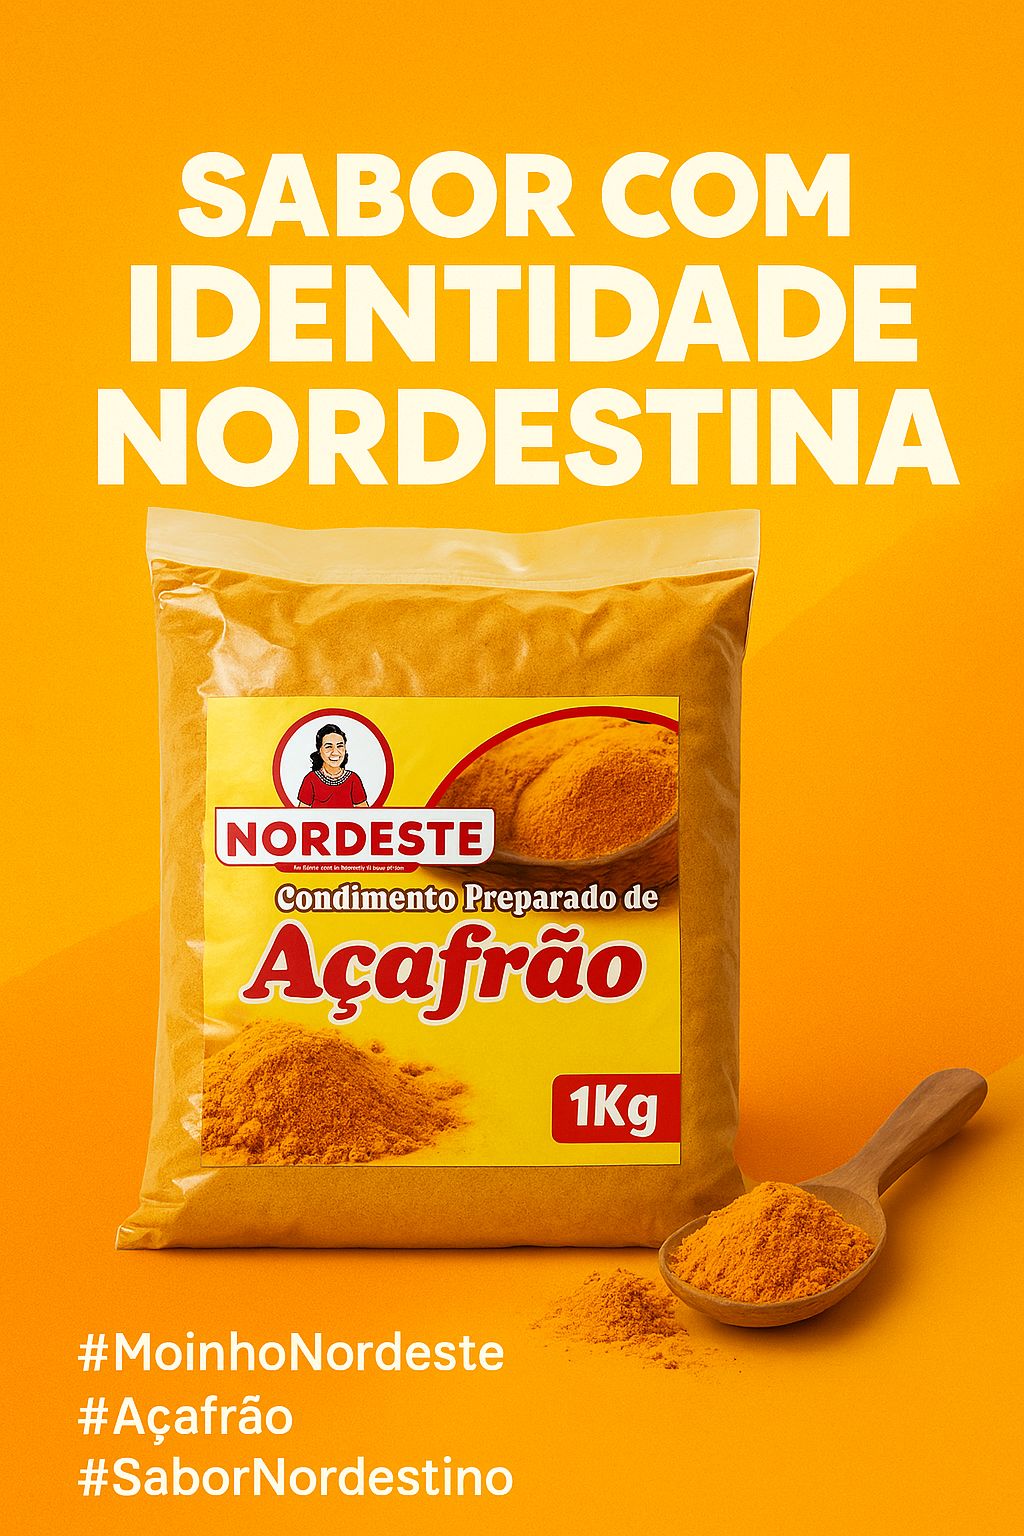 SABOR COM
IDENTIDADE
NORDESTINA
NORDESTE
Condimento Preparado de
Açafrão
1Kg
#MoinhoNordeste
#Açafrão
#SaborNordestino